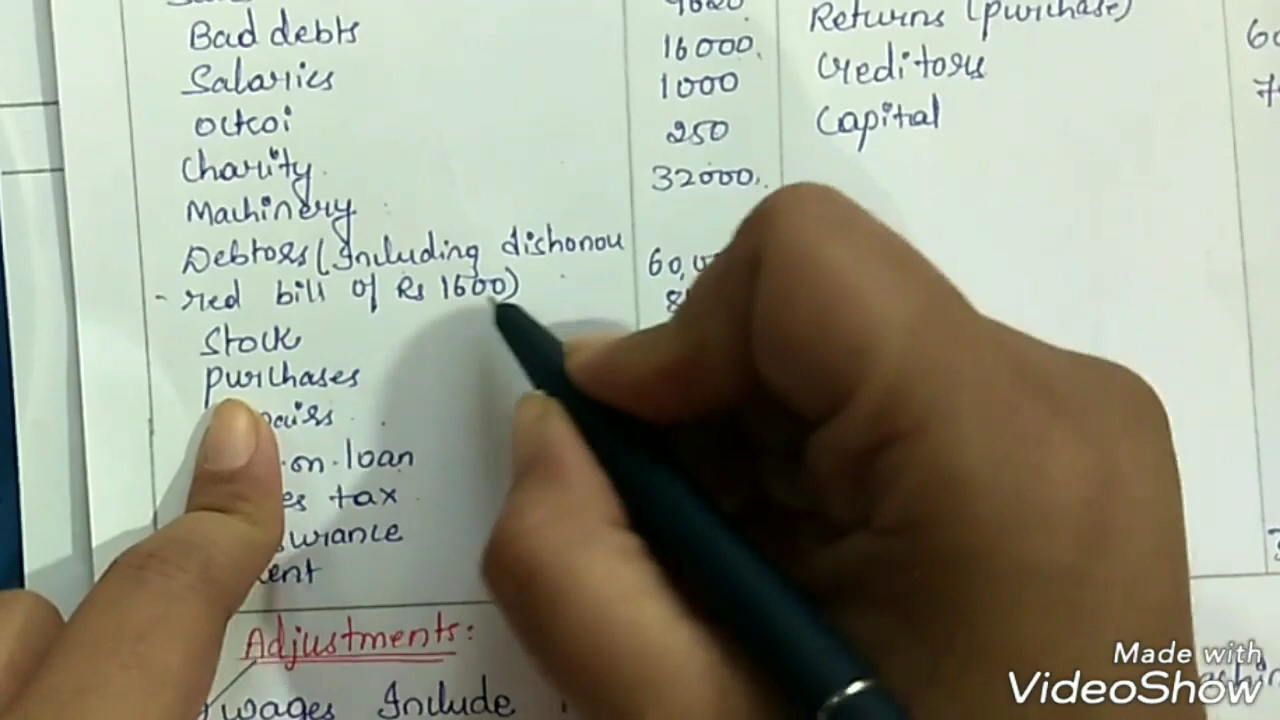 Bad debts 16000.
Returns (purchase)
Salaries 1000
Creditors
Octroi 250
Capital
Charity 32000.
Machinery
Debtors (Including dishonou
- red bill of Rs 1600)
Stock
Purchases
on loan
tax
Adjustments:
wages Include
Made with
VideoShow